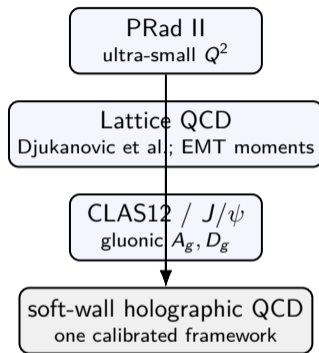 PRad II
ultra-small Q²
Lattice QCD
Djukanovic et al.; EMT moments
CLAS12 / J/ψ
gluonic A_g, D_g
soft-wall holographic QCD
one calibrated framework